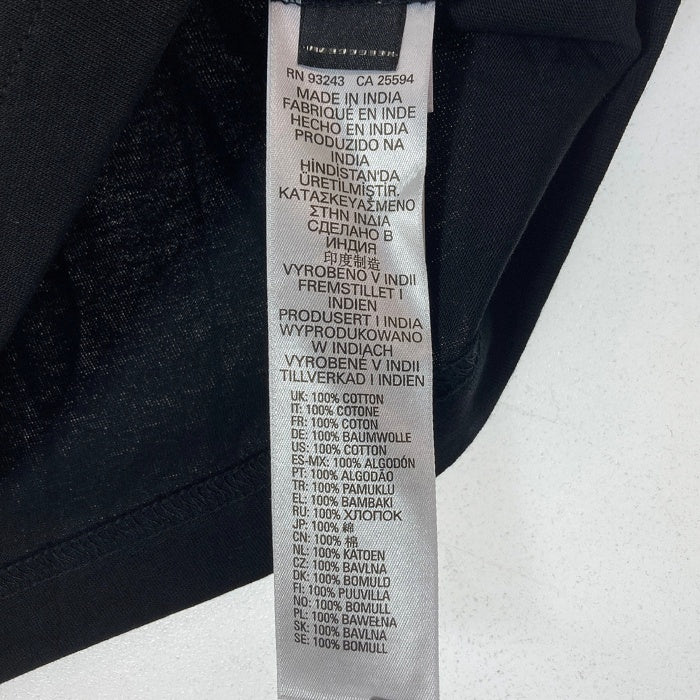 RN 93243 CA 25594
MADE IN INDIA
FABRIQUÉ EN INDE
HECHO EN INDIA
PRODUZIDO NA
INDIA
HİNDİSTAN'DA
ÜRETİLMİŞTİR.
ΚΑΤΑΣΚΕΥΑΣΜΕΝΟ
ΣΤΗΝ ΙΝΔΙΑ
СДЕЛАНО В
ИНДИЯ
印度制造
VYROBENO V INDII
FREMSTILLET I
INDIEN
PRODUSERT I INDIA
WYPRODUKOWANO
W INDIACH
VYROBENÉ V INDII
TILLVERKAD I INDIEN
UK: 100% COTTON
IT: 100% COTONE
FR: 100% COTON
DE: 100% BAUMWOLLE
US: 100% COTTON
ES-MX: 100% ALGODÓN
PT: 100% ALGODÃO
TR: 100% PAMUKLU
EL: 100% BAMBAKI
RU: 100% ХЛОПОК
JP: 100% 綿
CN: 100% 棉
NL: 100% KATOEN
CZ: 100% BAVLNA
DK: 100% BOMULD
FI: 100% PUUVILLA
NO: 100% BOMULL
PL: 100% BAWEŁNA
SK: 100% BAVLNA
SE: 100% BOMULL